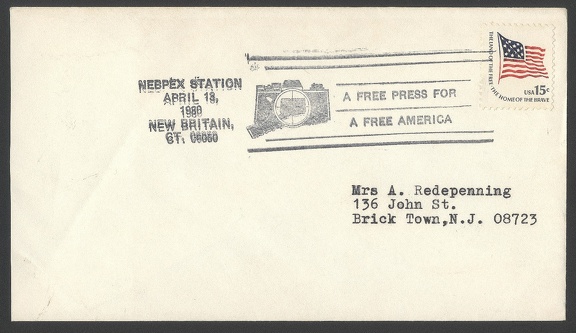 NEBPEX STATION
APRIL 13,
1980
NEW BRITAIN,
CT. 06050
A FREE PRESS FOR
A FREE AMERICA
THE LAND OF THE FREE · THE HOME OF THE BRAVE
USA 15c
Mrs A. Redepenning
136 John St.
Brick Town,N.J. 08723